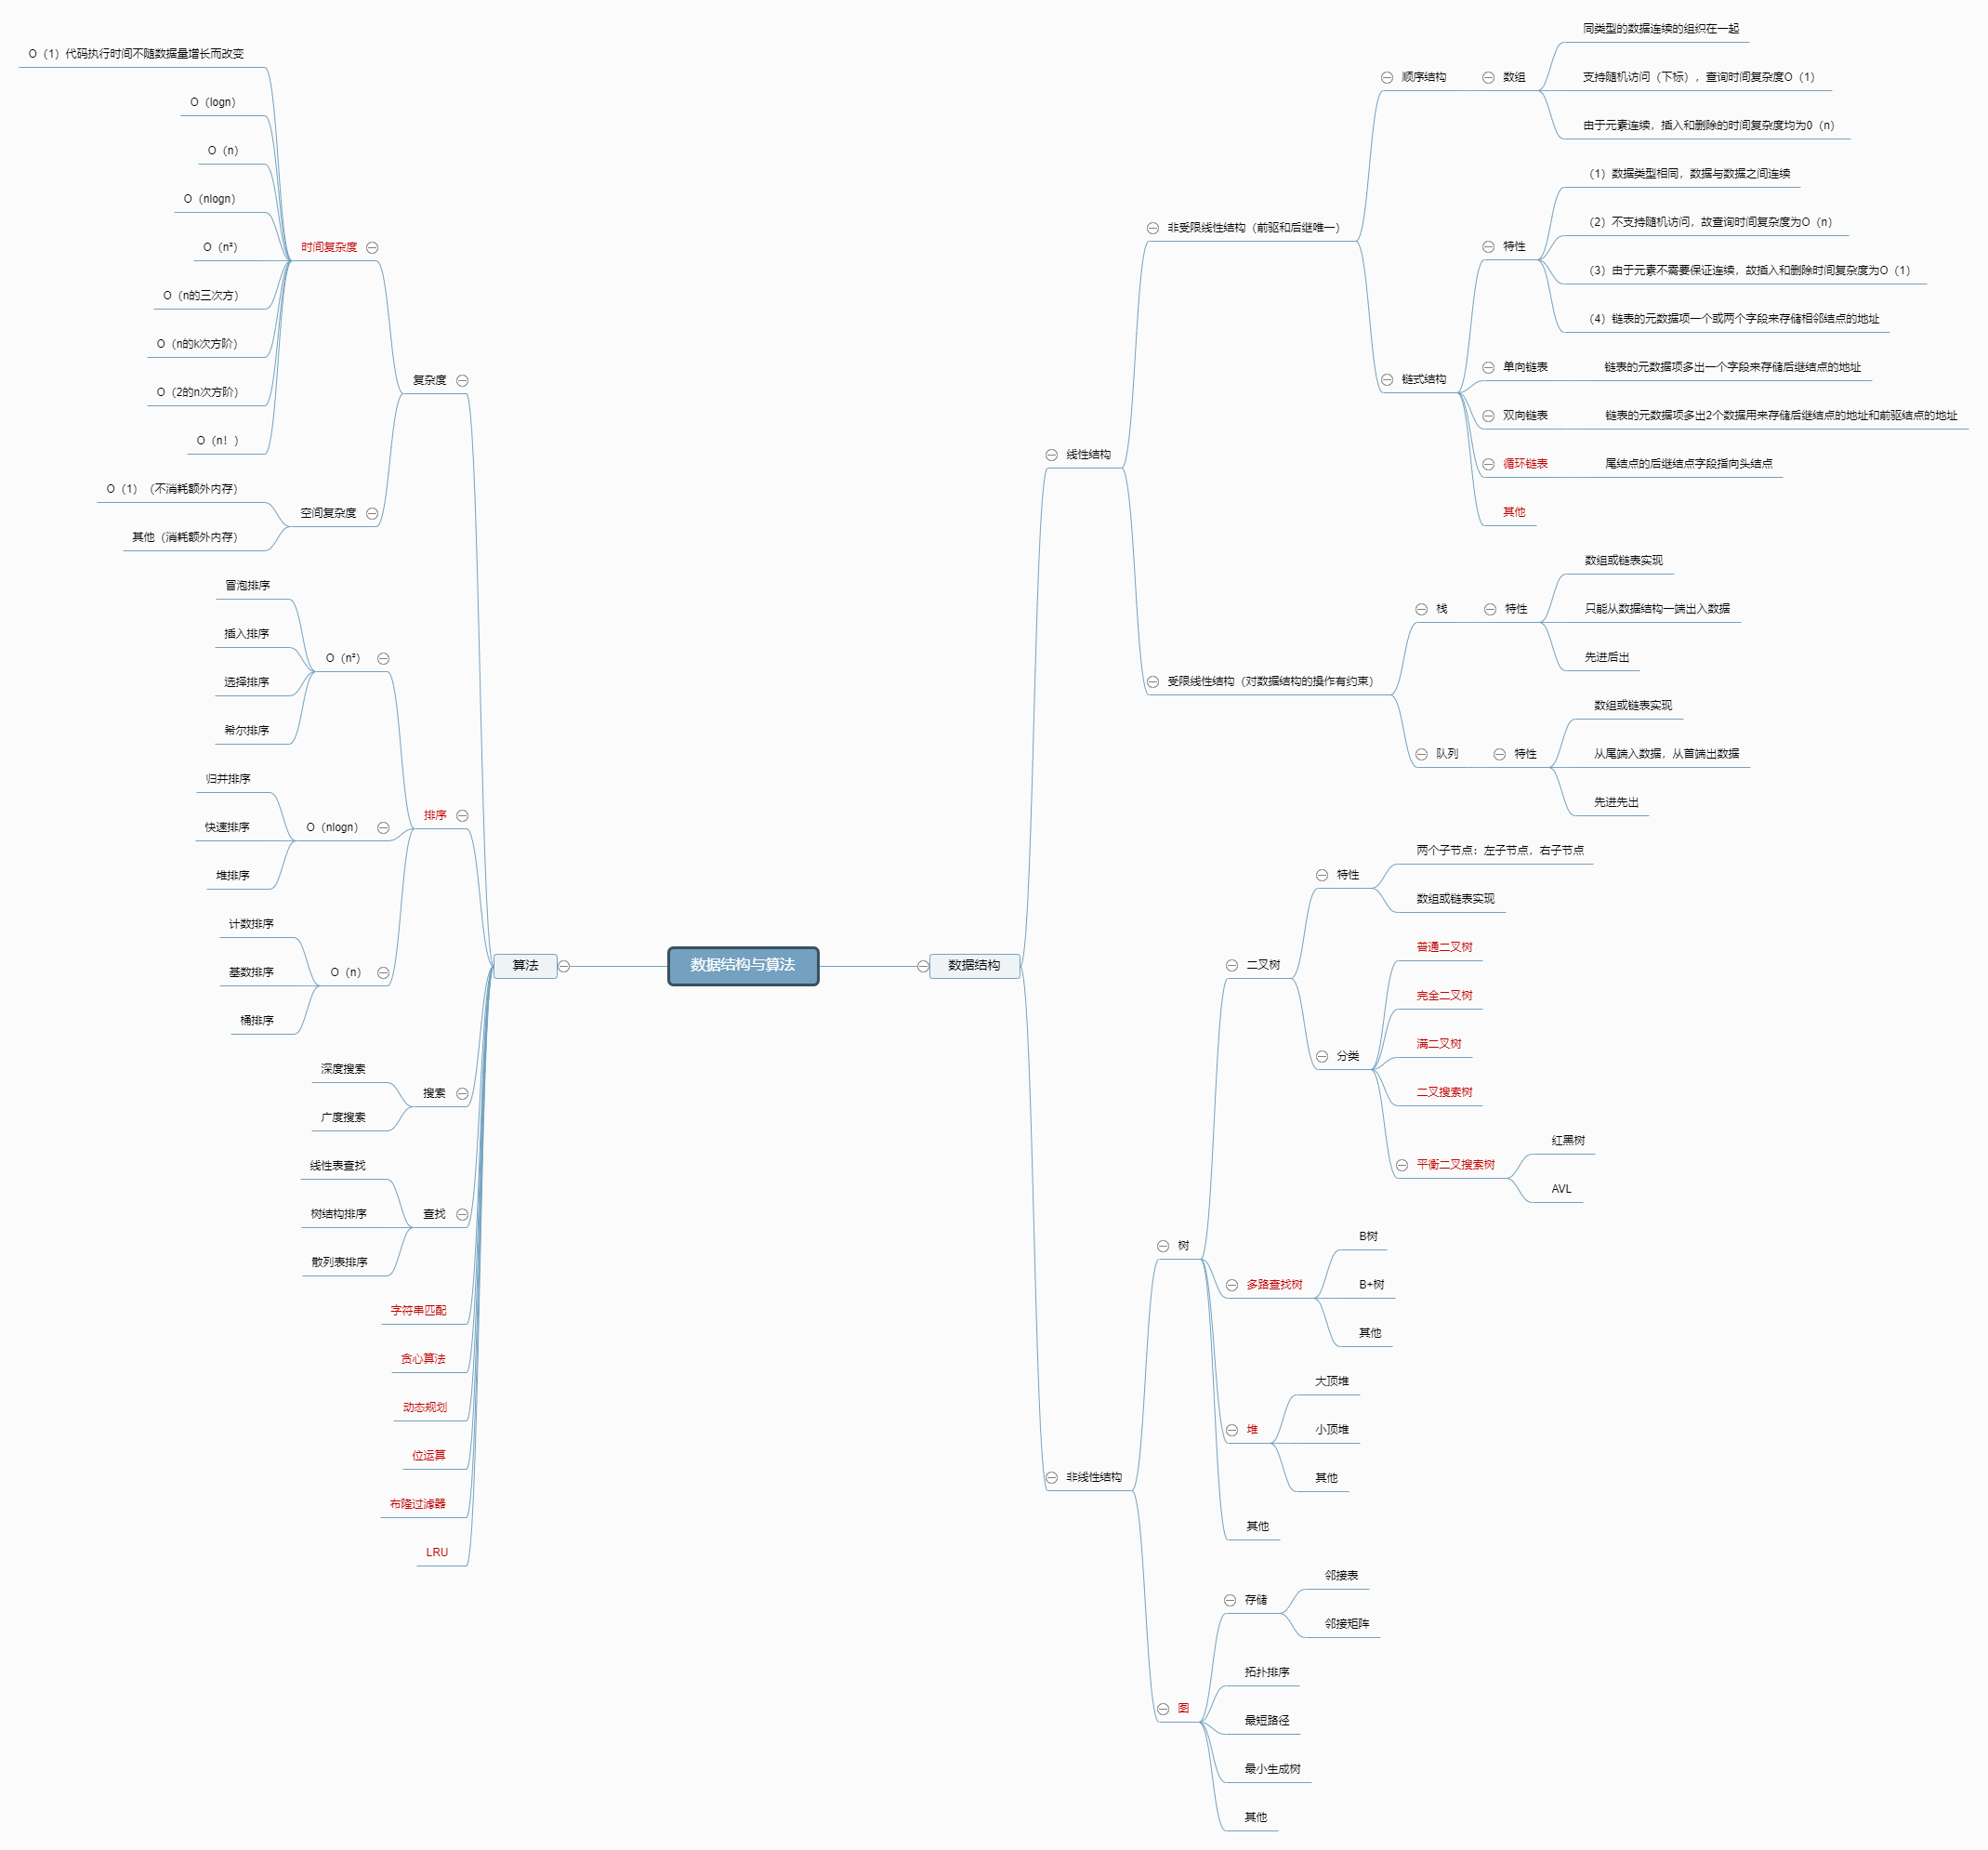 数据结构与算法
算法
复杂度
时间复杂度
O（1）代码执行时间不随数据量增长而改变
O（logn）
O（n）
O（nlogn）
O（n²）
O（n的三次方）
O（n的k次方阶）
O（2的n次方阶）
O（n！）
空间复杂度
O（1）（不消耗额外内存）
其他（消耗额外内存）
排序
O（n²）
冒泡排序
插入排序
选择排序
希尔排序
O（nlogn）
归并排序
快速排序
堆排序
O（n）
计数排序
基数排序
桶排序
搜索
深度搜索
广度搜索
查找
线性表查找
树结构排序
散列表排序
字符串匹配
贪心算法
动态规划
位运算
布隆过滤器
LRU
数据结构
线性结构
非受限线性结构（前驱和后继唯一）
顺序结构
数组
同类型的数据连续的组织在一起
支持随机访问（下标），查询时间复杂度O（1）
由于元素连续，插入和删除的时间复杂度均为0（n）
链式结构
特性
（1）数据类型相同，数据与数据之间连续
（2）不支持随机访问，故查询时间复杂度为O（n）
（3）由于元素不需要保证连续，故插入和删除时间复杂度为O（1）
（4）链表的元数据项一个或两个字段来存储相邻结点的地址
单向链表
链表的元数据项多出一个字段来存储后继结点的地址
双向链表
链表的元数据项多出2个数据用来存储后继结点的地址和前驱结点的地址
循环链表
尾结点的后继结点字段指向头结点
其他
受限线性结构（对数据结构的操作有约束）
栈
特性
数组或链表实现
只能从数据结构一端出入数据
先进后出
队列
特性
数组或链表实现
从尾端入数据，从首端出数据
先进先出
非线性结构
树
二叉树
特性
两个子节点：左子节点，右子节点
数组或链表实现
分类
普通二叉树
完全二叉树
满二叉树
二叉搜索树
平衡二叉搜索树
红黑树
AVL
多路查找树
B树
B+树
其他
堆
大顶堆
小顶堆
其他
其他
图
存储
邻接表
邻接矩阵
拓扑排序
最短路径
最小生成树
其他